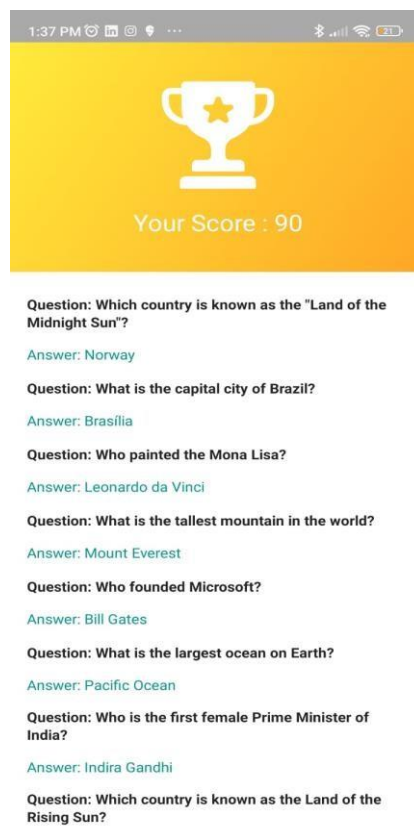 1:37 PM
21
Your Score : 90
Question: Which country is known as the "Land of the
Midnight Sun"?
Answer: Norway
Question: What is the capital city of Brazil?
Answer: Brasília
Question: Who painted the Mona Lisa?
Answer: Leonardo da Vinci
Question: What is the tallest mountain in the world?
Answer: Mount Everest
Question: Who founded Microsoft?
Answer: Bill Gates
Question: What is the largest ocean on Earth?
Answer: Pacific Ocean
Question: Who is the first female Prime Minister of
India?
Answer: Indira Gandhi
Question: Which country is known as the Land of the
Rising Sun?